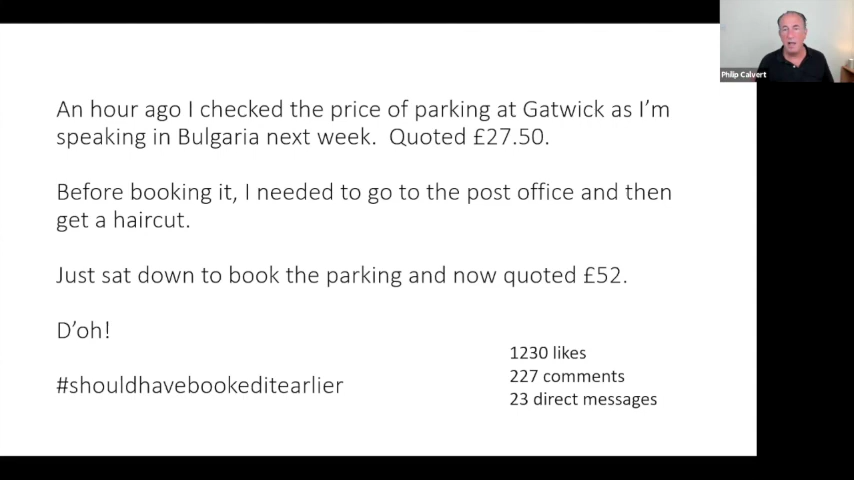 Philip Calvert
An hour ago I checked the price of parking at Gatwick as I’m
speaking in Bulgaria next week.  Quoted £27.50.
Before booking it, I needed to go to the post office and then
get a haircut.
Just sat down to book the parking and now quoted £52.
D’oh!
#shouldhavebookeditearlier
1230 likes
227 comments
23 direct messages